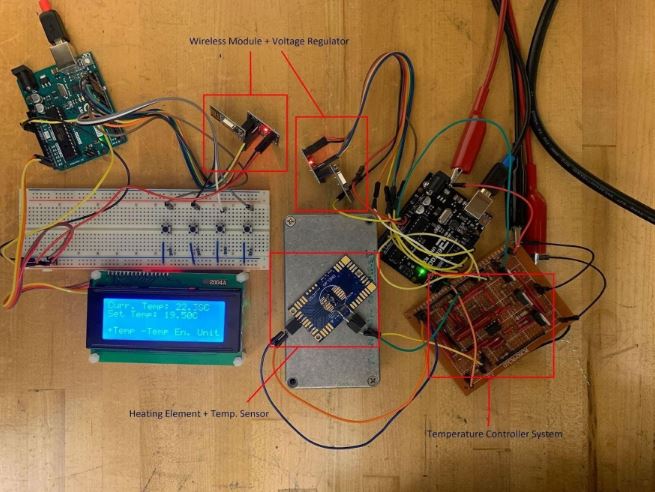 Wireless Module + Voltage Regulator
2004A
Curr. Temp: 22.56C
Set Temp: 19.50C
+Temp -Temp En. Unit
Heating Element + Temp. Sensor
Temperature Controller System